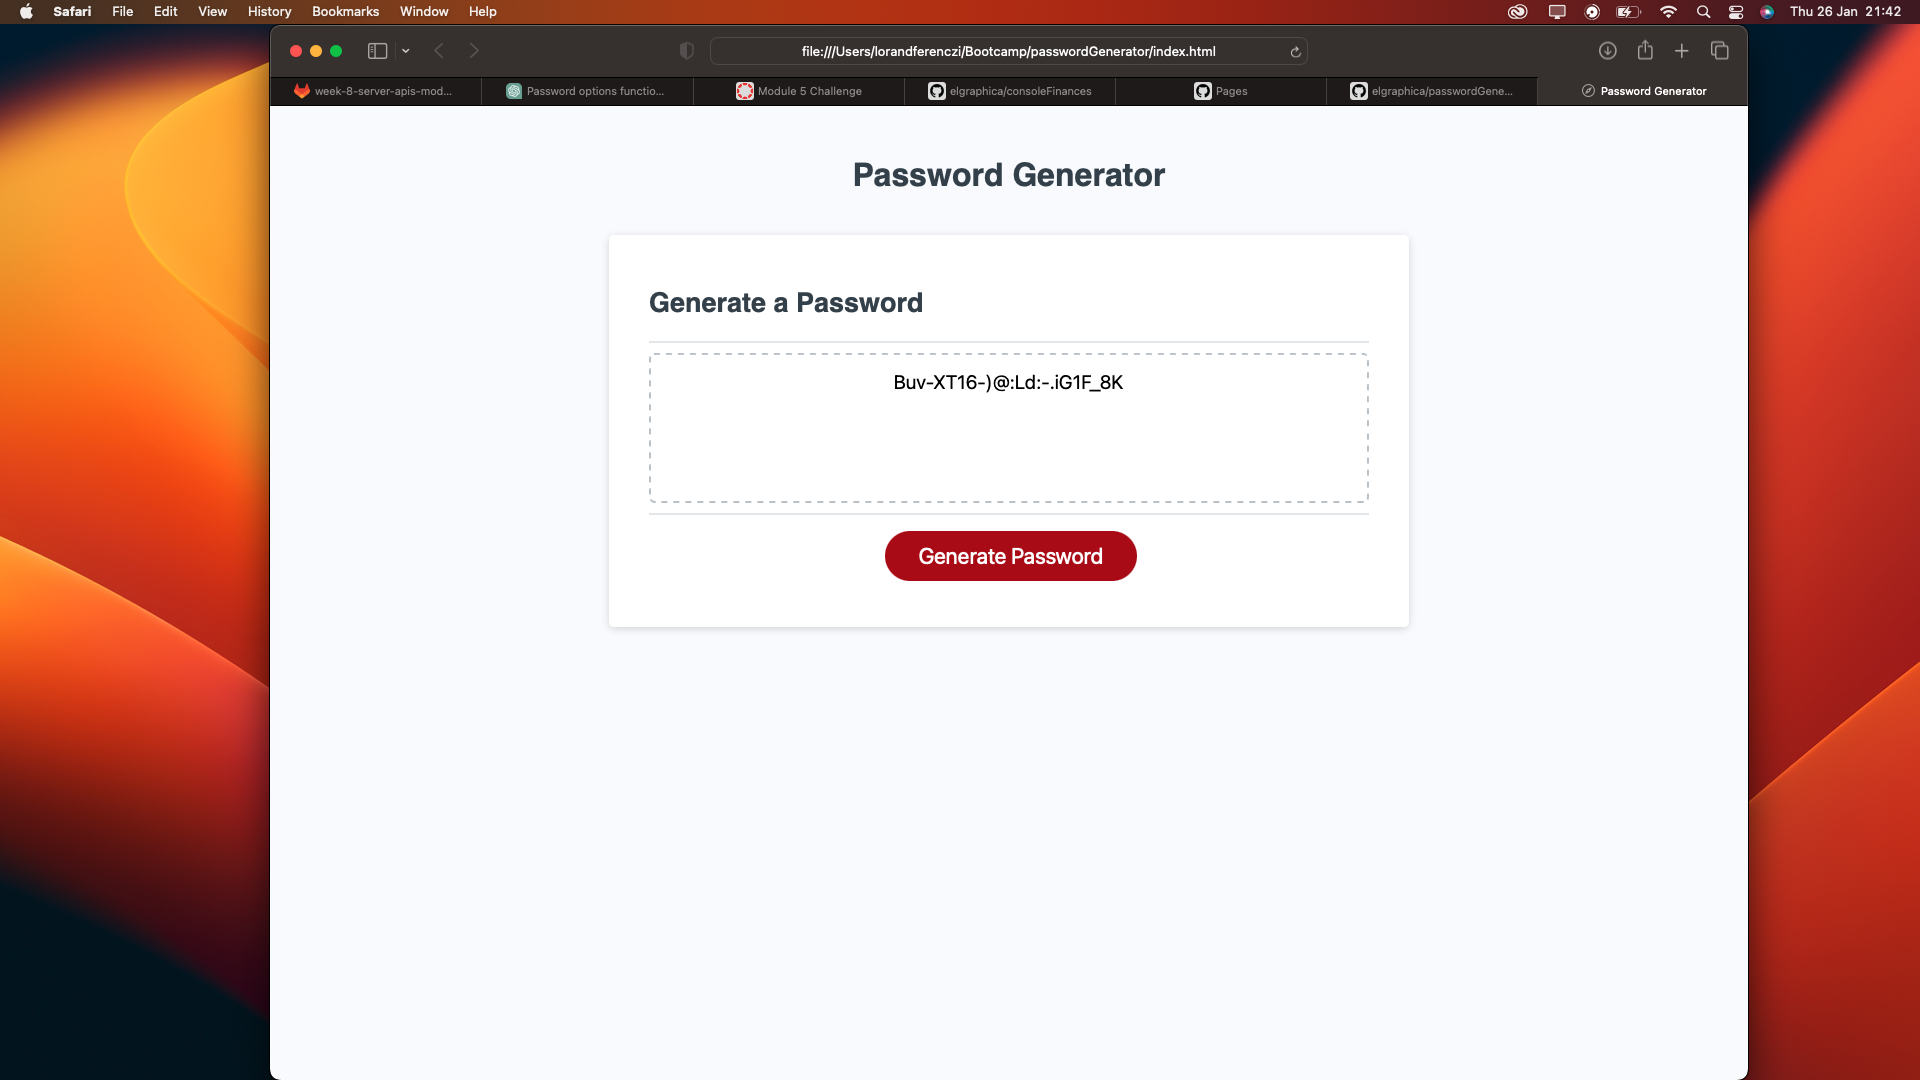 Safari File Edit View History Bookmarks Window Help Thu 26 Jan 21:42
file:///Users/lorandferenczi/Bootcamp/passwordGenerator/index.html
week-8-server-apis-mod... Password options functio... Module 5 Challenge elgraphica/consoleFinances Pages elgraphica/passwordGene... Password Generator
Password Generator
Generate a Password
Buv-XT16-)@:Ld:-.iG1F_8K
Generate Password